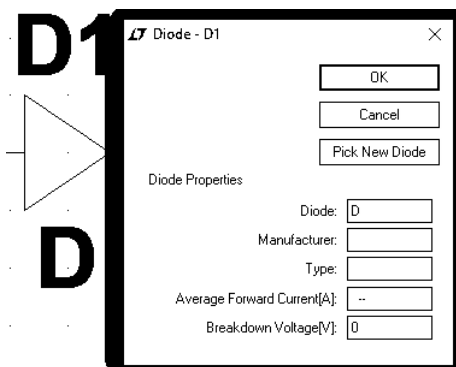 D1
Diode - D1
OK
Cancel
Pick New Diode
Diode Properties
Diode: D
Manufacturer:
Type:
Average Forward Current[A]: --
Breakdown Voltage[V]: 0
D